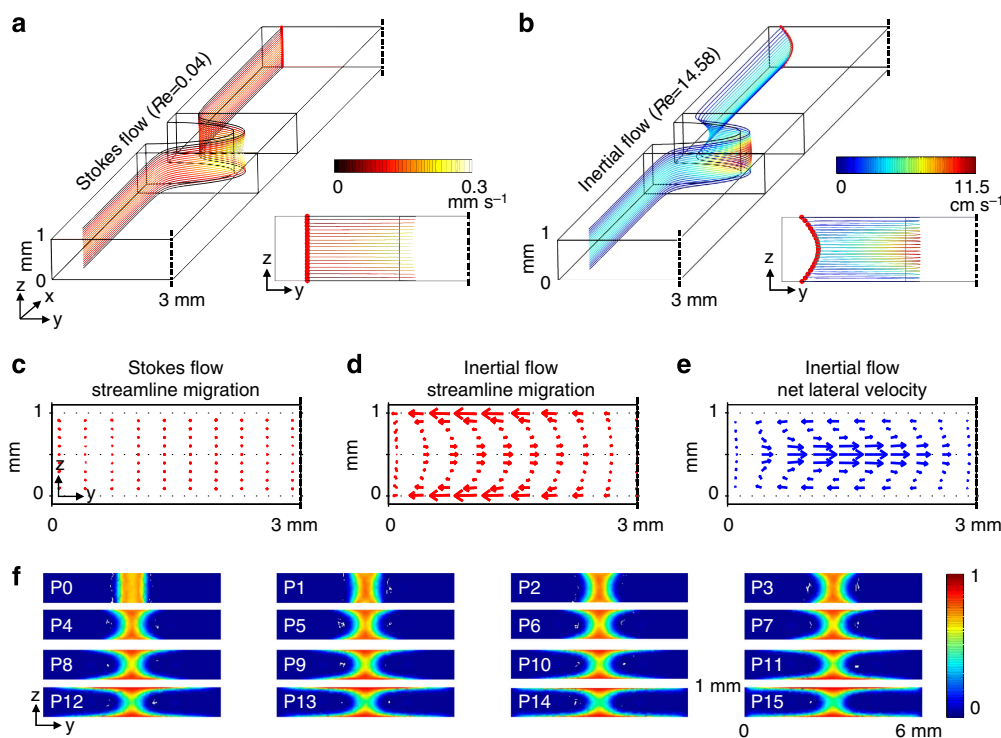 a
Stokes flow (Re=0.04)
0 0.3
mm s⁻¹
1
mm
0
z
x
y
3 mm
z
y
b
Inertial flow (Re=14.58)
0 11.5
cm s⁻¹
1
mm
0
3 mm
z
y
c
Stokes flow
streamline migration
1
mm
0
z
y
0 3 mm
d
Inertial flow
streamline migration
1
mm
0
0 3 mm
e
Inertial flow
net lateral velocity
1
mm
0
0 3 mm
f
P0 P1 P2 P3
P4 P5 P6 P7
P8 P9 P10 P11
P12 P13 P14 P15
z
y
1 mm
0 6 mm
1
0